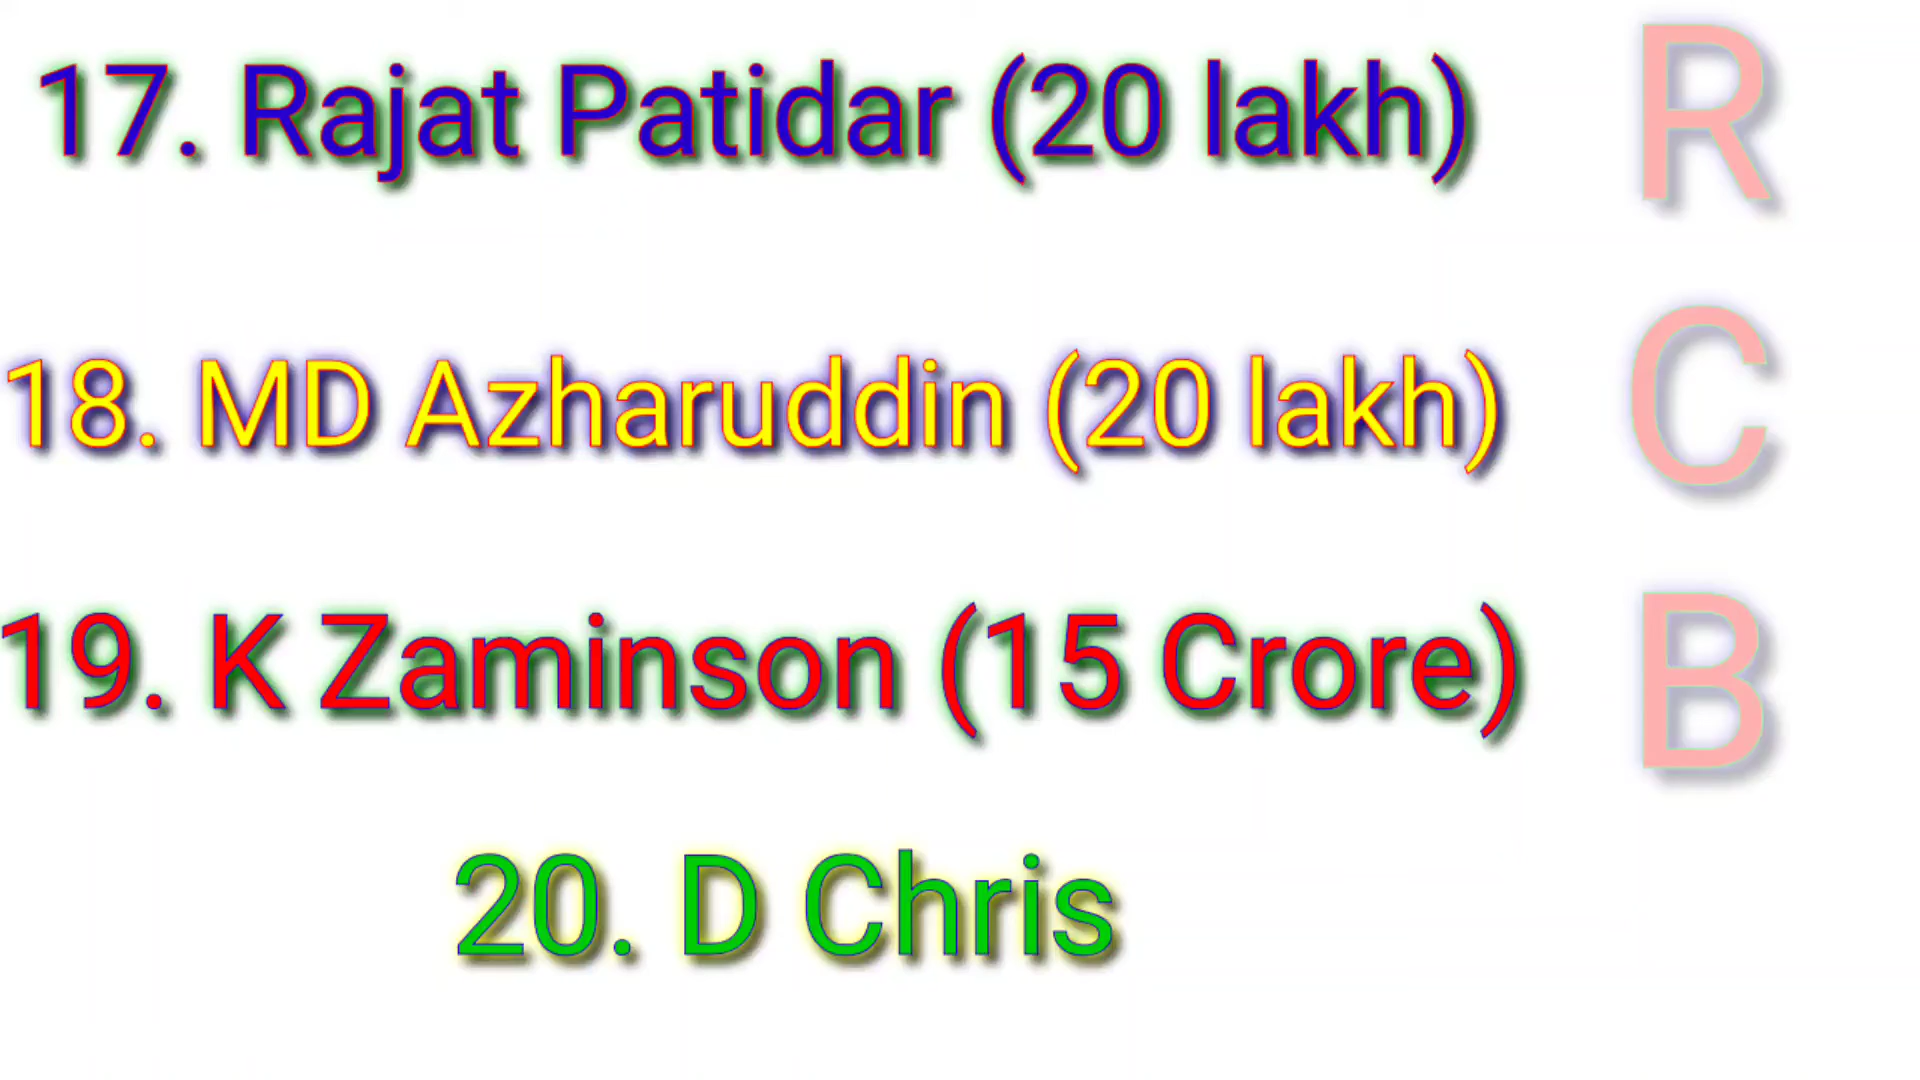 17. Rajat Patidar (20 lakh)
18. MD Azharuddin (20 lakh)
19. K Zaminson (15 Crore)
20. D Chris
R
C
B